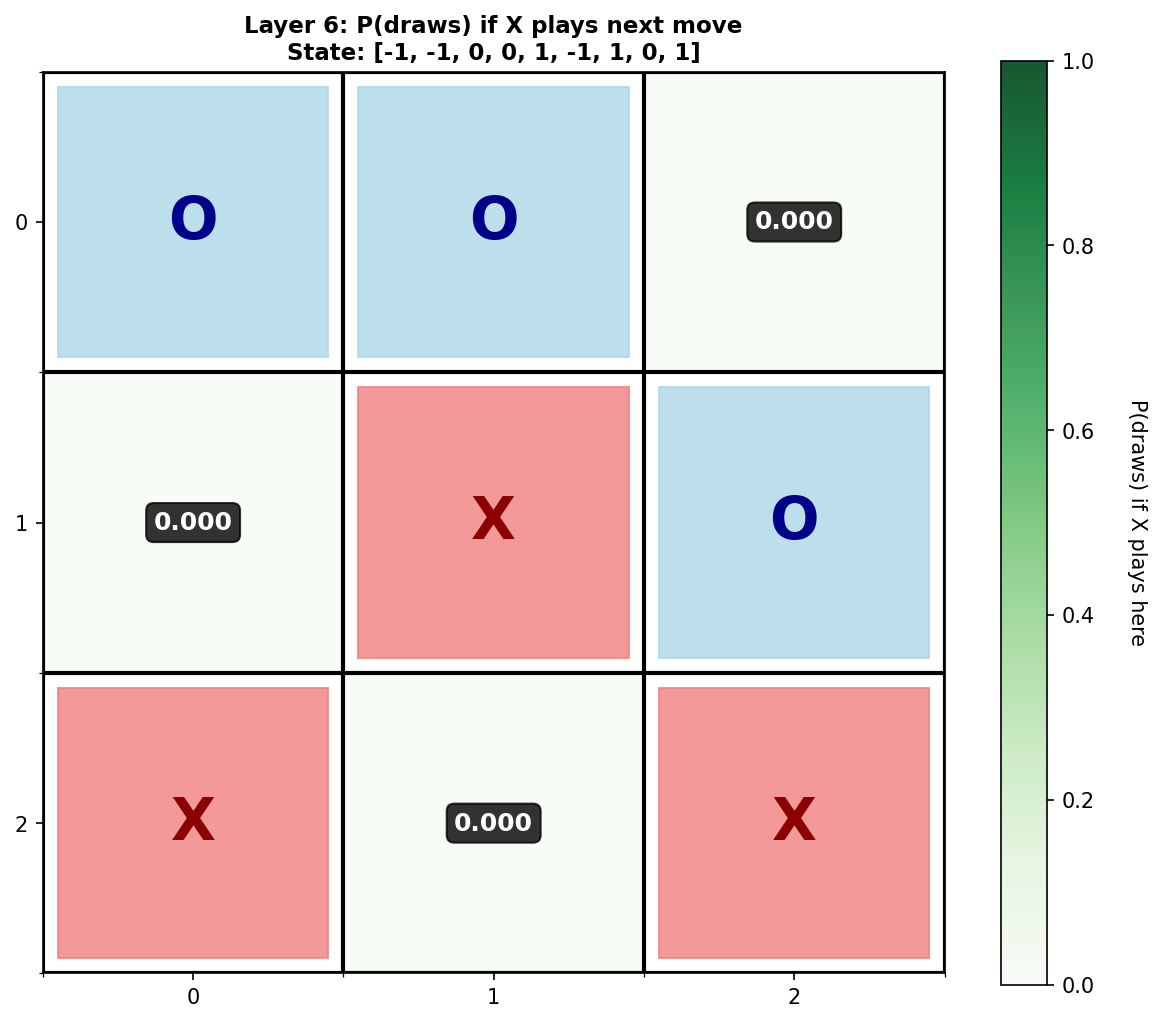 Layer 6: P(draws) if X plays next move
State: [-1, -1, 0, 0, 1, -1, 1, 0, 1]
0
O
O
0.000
1
0.000
X
O
2
X
0.000
X
0
1
2
1.0
0.8
0.6
0.4
0.2
0.0
P(draws) if X plays here